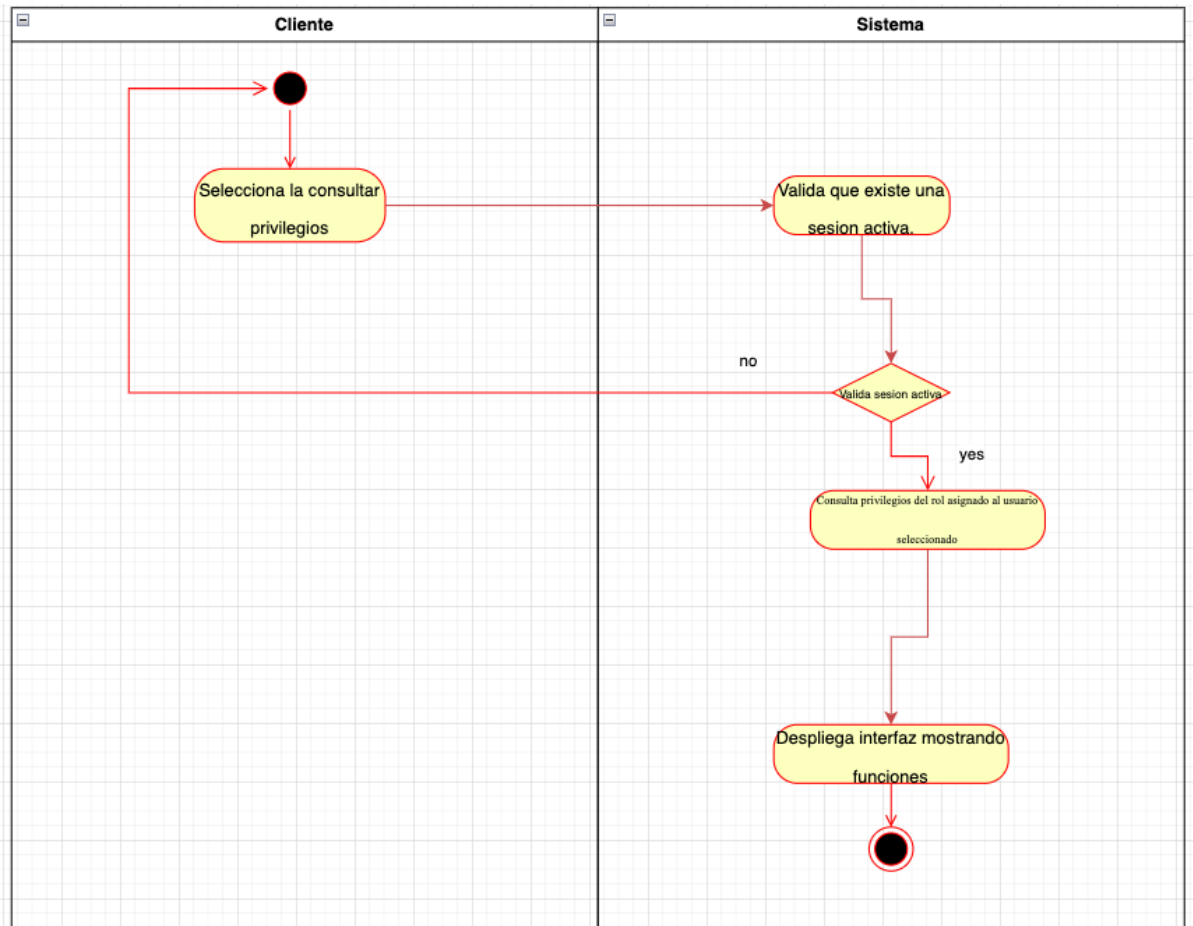 Cliente
Sistema
Selecciona la consultar
privilegios
Valida que existe una
sesion activa.
no
Valida sesion activa
yes
Consulta privilegios del rol asignado al usuario
seleccionado
Despliega interfaz mostrando
funciones